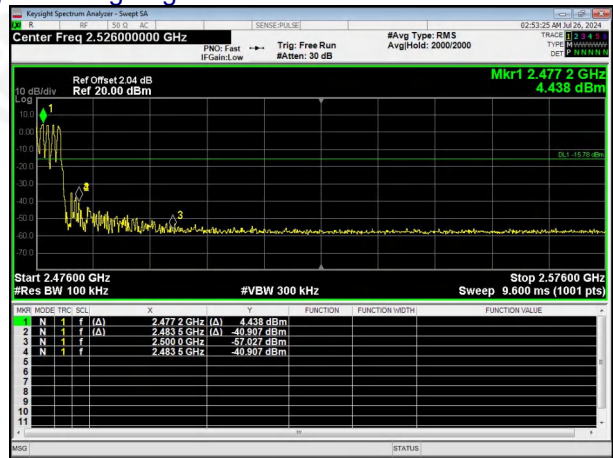 Keysight Spectrum Analyzer - Swept SA
R RF 50 Ω AC SENSE:PULSE 02:53:25 AM Jul 26, 2024
Center Freq 2.526000000 GHz
PNO: Fast
IFGain:Low
Trig: Free Run
#Atten: 30 dB
#Avg Type: RMS
Avg|Hold: 2000/2000
TRACE 1 2 3 4 5 6
TYPE M WWWWW
DET P N N N N N
Mkr1 2.477 2 GHz
4.438 dBm
Ref Offset 2.04 dB
10 dB/div Ref 20.00 dBm
Log
10.0
0.00
-10.0
-20.0
-30.0
-40.0
-50.0
-60.0
-70.0
1
3
DL1 -15.78 dBm
Start 2.47600 GHz Stop 2.57600 GHz
#Res BW 100 kHz #VBW 300 kHz Sweep 9.600 ms (1001 pts)
MKR MODE TRC SCL X Y FUNCTION FUNCTION WIDTH FUNCTION VALUE
1 N 1 f (Δ) 2.477 2 GHz (Δ) 4.438 dBm
2 N 1 f (Δ) 2.483 5 GHz (Δ) -40.907 dBm
3 N 1 f 2.500 0 GHz -57.027 dBm
4 N 1 f 2.483 5 GHz -40.907 dBm
5
6
7
8
9
10
11
MSG STATUS